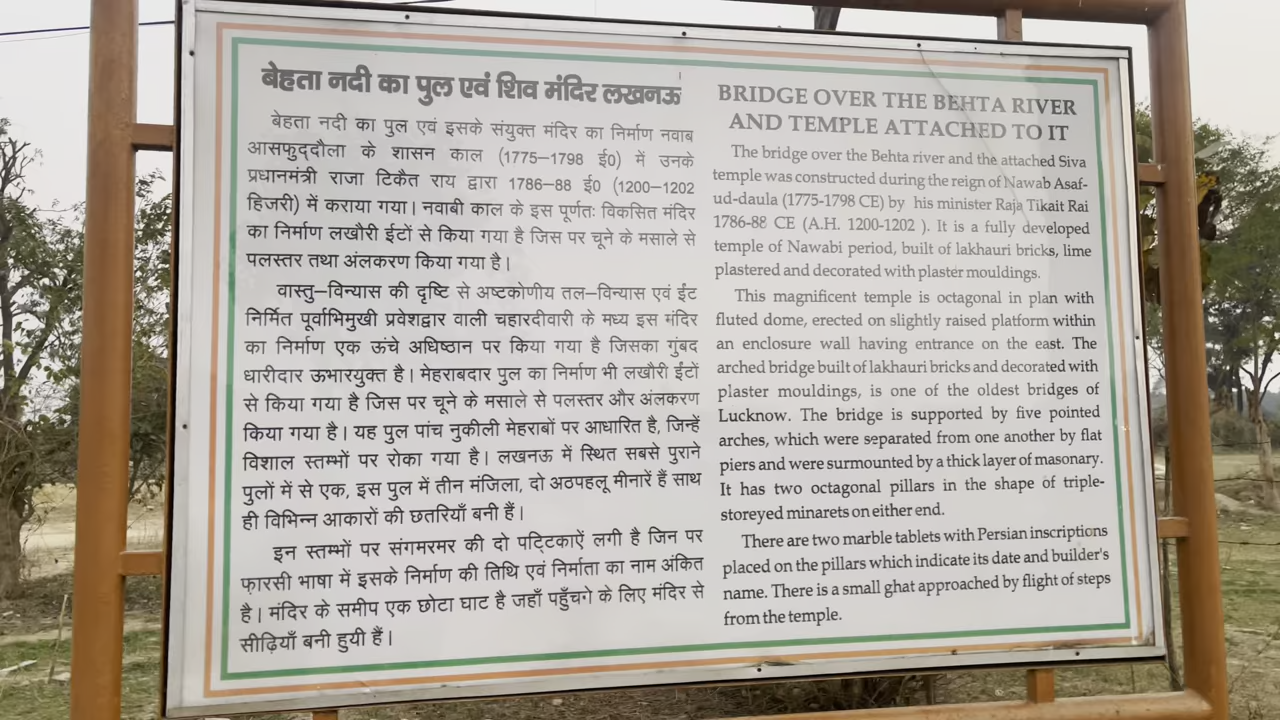 बेहता नदी का पुल एवं शिव मंदिर लखनऊ
बेहता नदी का पुल एवं इसके संयुक्त मंदिर का निर्माण नवाब
आसफुद्दौला के शासन काल (1775–1798 ई0) में उनके
प्रधानमंत्री राजा टिकैत राय द्वारा 1786–88 ई0 (1200–1202
हिजरी) में कराया गया। नवाबी काल के इस पूर्णतः विकसित मंदिर
का निर्माण लखौरी ईटों से किया गया है जिस पर चूने के मसाले से
पलस्तर तथा अंलकरण किया गया है।
वास्तु–विन्यास की दृष्टि से अष्टकोणीय तल–विन्यास एवं ईंट
निर्मित पूर्वाभिमुखी प्रवेशद्वार वाली चहारदीवारी के मध्य इस मंदिर
का निर्माण एक ऊंचे अधिष्ठान पर किया गया है जिसका गुंबद
धारीदार ऊभारयुक्त है। मेहराबदार पुल का निर्माण भी लखौरी ईंटों
से किया गया है जिस पर चूने के मसाले से पलस्तर और अंलकरण
किया गया है। यह पुल पांच नुकीली मेहराबों पर आधारित है, जिन्हें
विशाल स्तम्भों पर रोका गया है। लखनऊ में स्थित सबसे पुराने
पुलों में से एक, इस पुल में तीन मंजिला, दो अठपहलू मीनारें हैं साथ
ही विभिन्न आकारों की छतरियाँ बनी हैं।
इन स्तम्भों पर संगमरमर की दो पट्टिकाऐं लगी है जिन पर
फ़ारसी भाषा में इसके निर्माण की तिथि एवं निर्माता का नाम अंकित
है। मंदिर के समीप एक छोटा घाट है जहाँ पहुँचगे के लिए मंदिर से
सीढ़ियाँ बनी हुयी हैं।
BRIDGE OVER THE BEHTA RIVER
AND TEMPLE ATTACHED TO IT
The bridge over the Behta river and the attached Siva
temple was constructed during the reign of Nawab Asaf-
ud-daula (1775-1798 CE) by his minister Raja Tikait Rai
1786-88 CE (A.H. 1200-1202 ). It is a fully developed
temple of Nawabi period, built of lakhauri bricks, lime
plastered and decorated with plaster mouldings.
This magnificent temple is octagonal in plan with
fluted dome, erected on slightly raised platform within
an enclosure wall having entrance on the east. The
arched bridge built of lakhauri bricks and decorated with
plaster mouldings, is one of the oldest bridges of
Lucknow. The bridge is supported by five pointed
arches, which were separated from one another by flat
piers and were surmounted by a thick layer of masonry.
It has two octagonal pillars in the shape of triple-
storeyed minarets on either end.
There are two marble tablets with Persian inscriptions
placed on the pillars which indicate its date and builder's
name. There is a small ghat approached by flight of steps
from the temple.